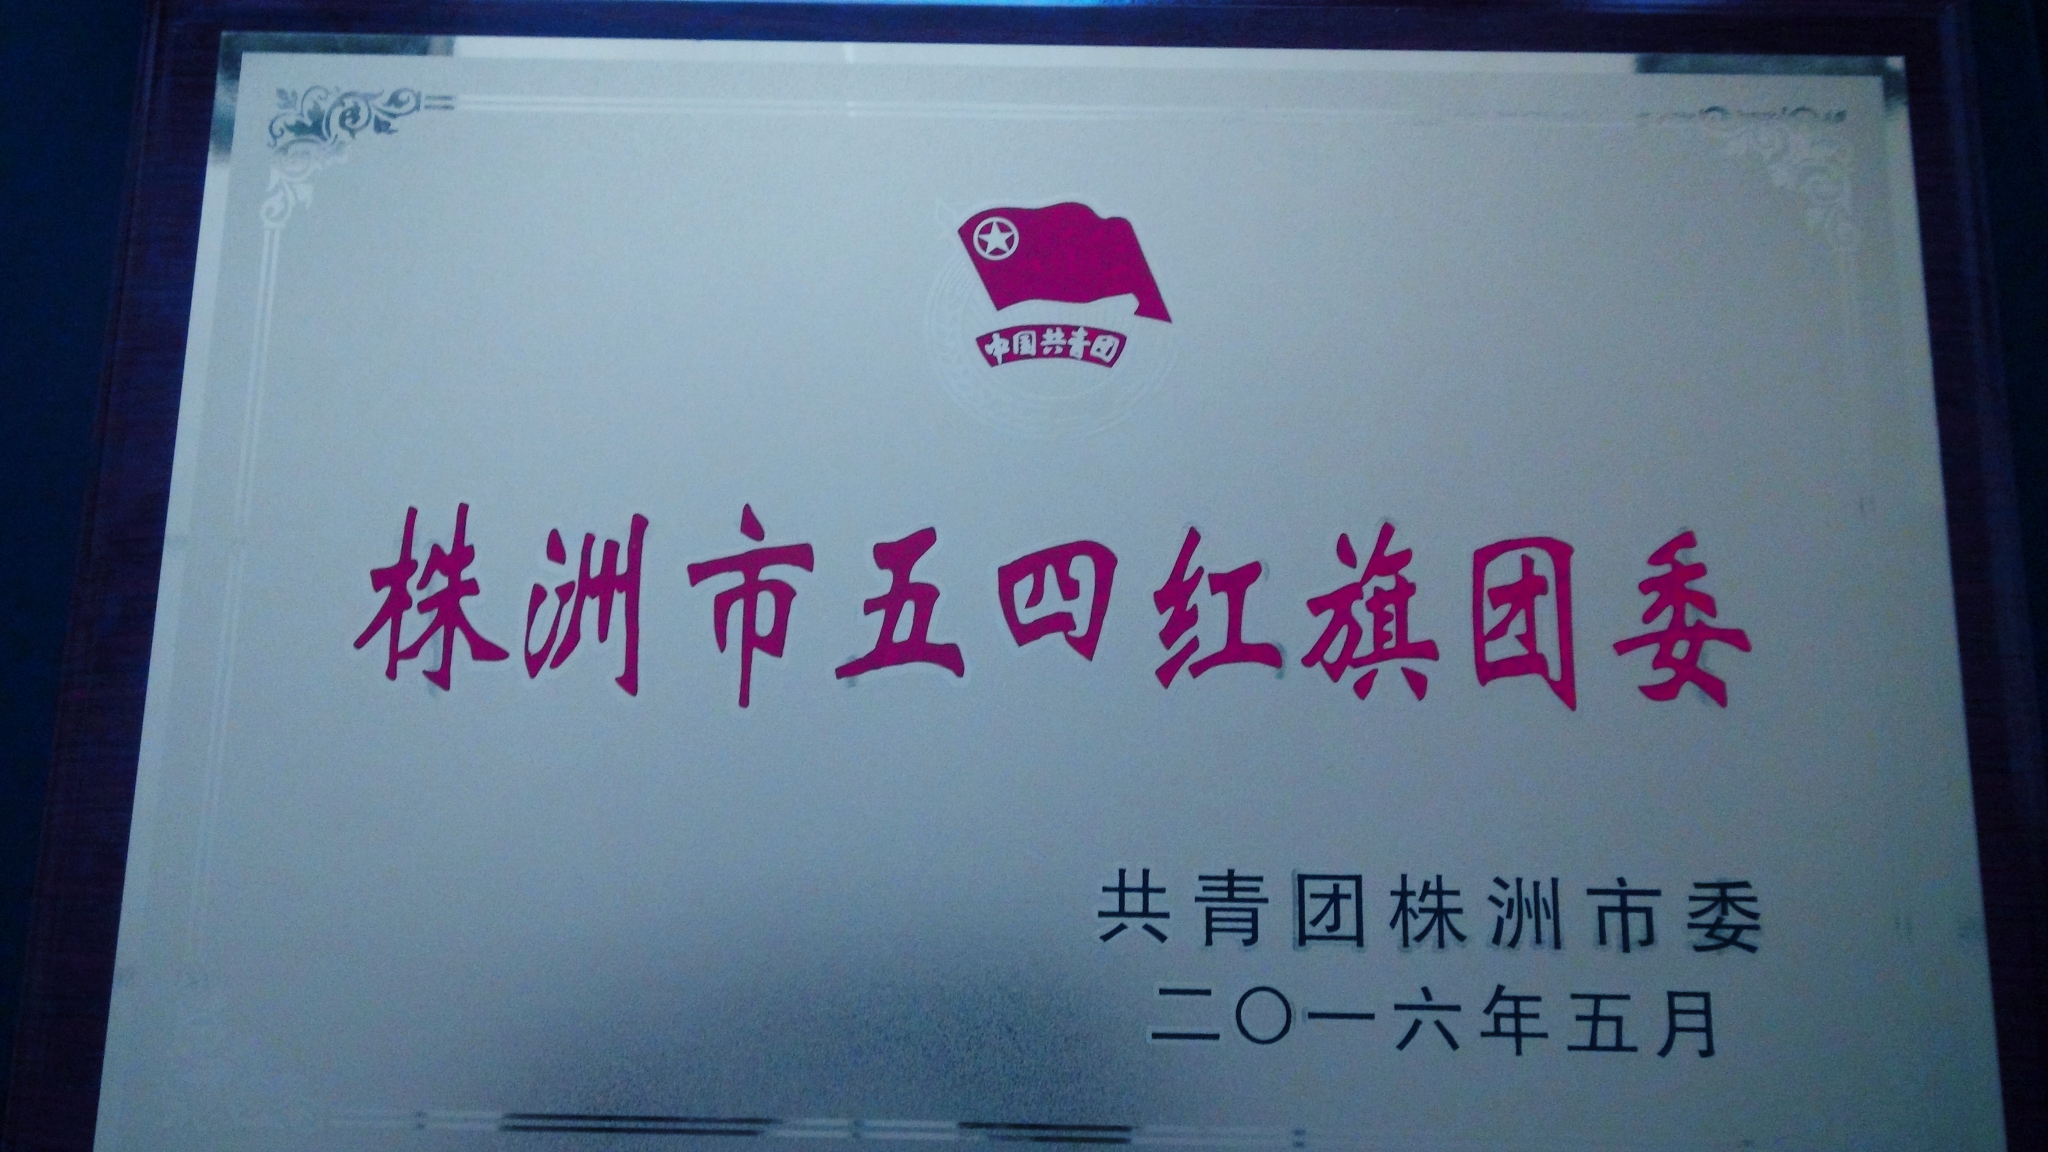 中国共青团
株洲市五四红旗团委
共青团株洲市委
二〇一六年五月